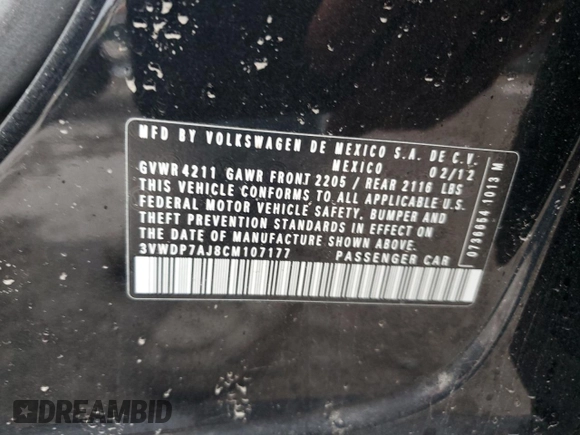 MFD BY VOLKSWAGEN DE MEXICO S.A. DE C.V.
MEXICO 02/12
GVWR 4211 GAWR FRONT 2205 / REAR 2116 LBS
THIS VEHICLE CONFORMS TO ALL APPLICABLE U.S.
FEDERAL MOTOR VEHICLE SAFETY, BUMPER AND
THEFT PREVENTION STANDARDS IN EFFECT ON
THE DATE OF MANUFACTURE SHOWN ABOVE.
3VWDP7AJ8CM107177 PASSENGER CAR
0736654 1013 M
DREAMBID